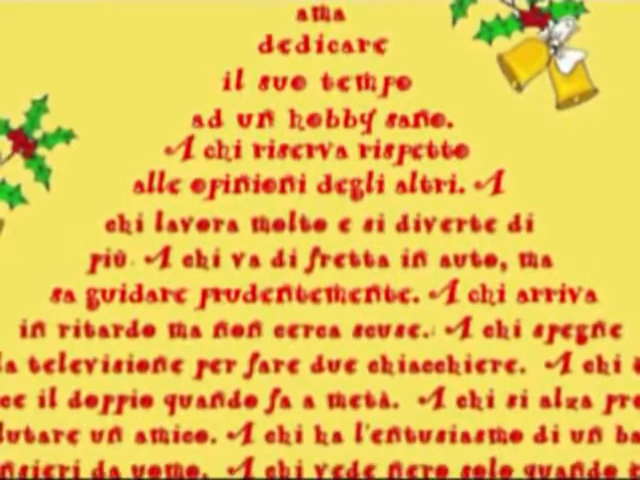 ama
dedicare
il suo tempo
ad un hobby sano.
A chi riserva rispetto
alle opinioni degli altri. A
chi lavora molto e si diverte di
più. A chi va di fretta in auto, ma
sa guidare prudentemente. A chi arriva
in ritardo ma non cerca scuse. A chi spegne
la televisione per fare due chiacchiere. A chi
il doppio quando fa a metà. A chi si alza
un amico. A chi ha l'entusiasmo di un
da uomo. A chi vede nero solo quando